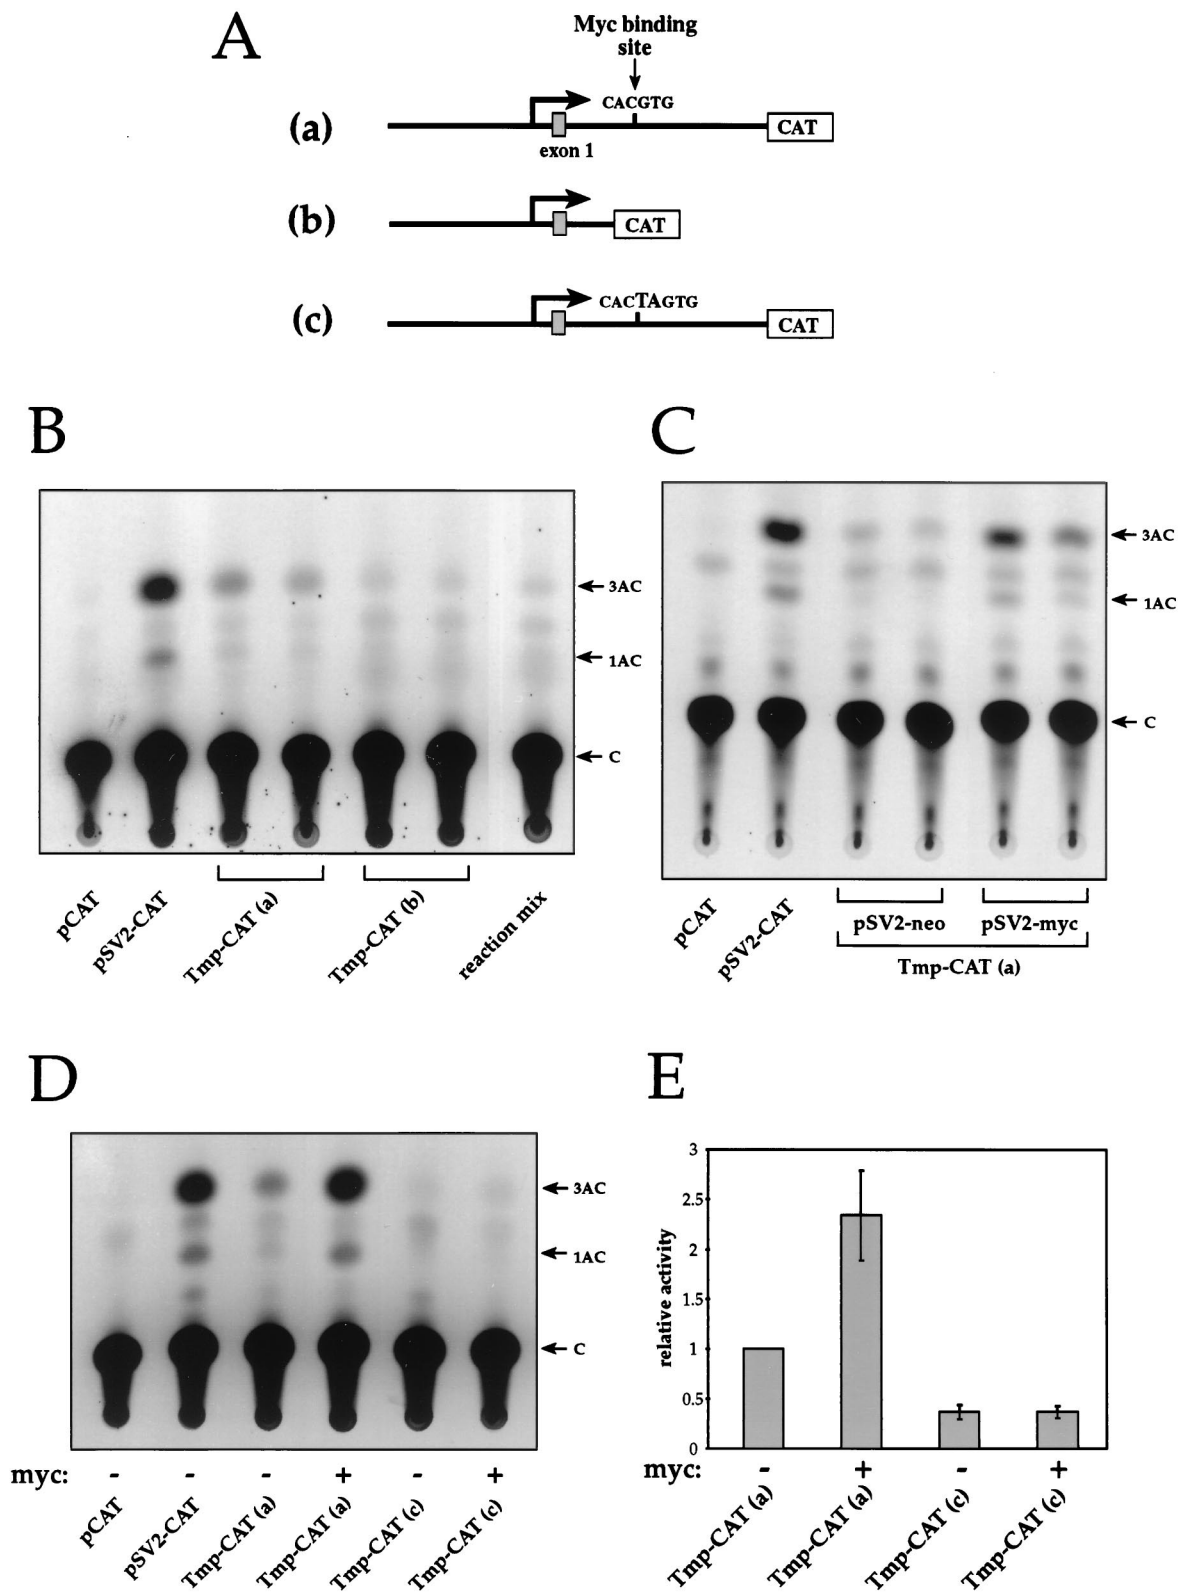 A
Myc binding
site
CACGTG
(a)
CAT
exon 1
(b)
CAT
CACTAGTG
(c)
CAT
B
C
3AC
1AC
C
pCAT
pSV2-CAT
Tmp-CAT (a)
Tmp-CAT (b)
reaction mix
3AC
1AC
C
pCAT
pSV2-CAT
pSV2-neo
pSV2-myc
Tmp-CAT (a)
D
3AC
1AC
C
myc: - - - + - +
pCAT
pSV2-CAT
Tmp-CAT (a)
Tmp-CAT (a)
Tmp-CAT (c)
Tmp-CAT (c)
E
relative activity
3
2.5
2
1.5
1
0.5
0
myc: - + - +
Tmp-CAT (a)
Tmp-CAT (a)
Tmp-CAT (c)
Tmp-CAT (c)